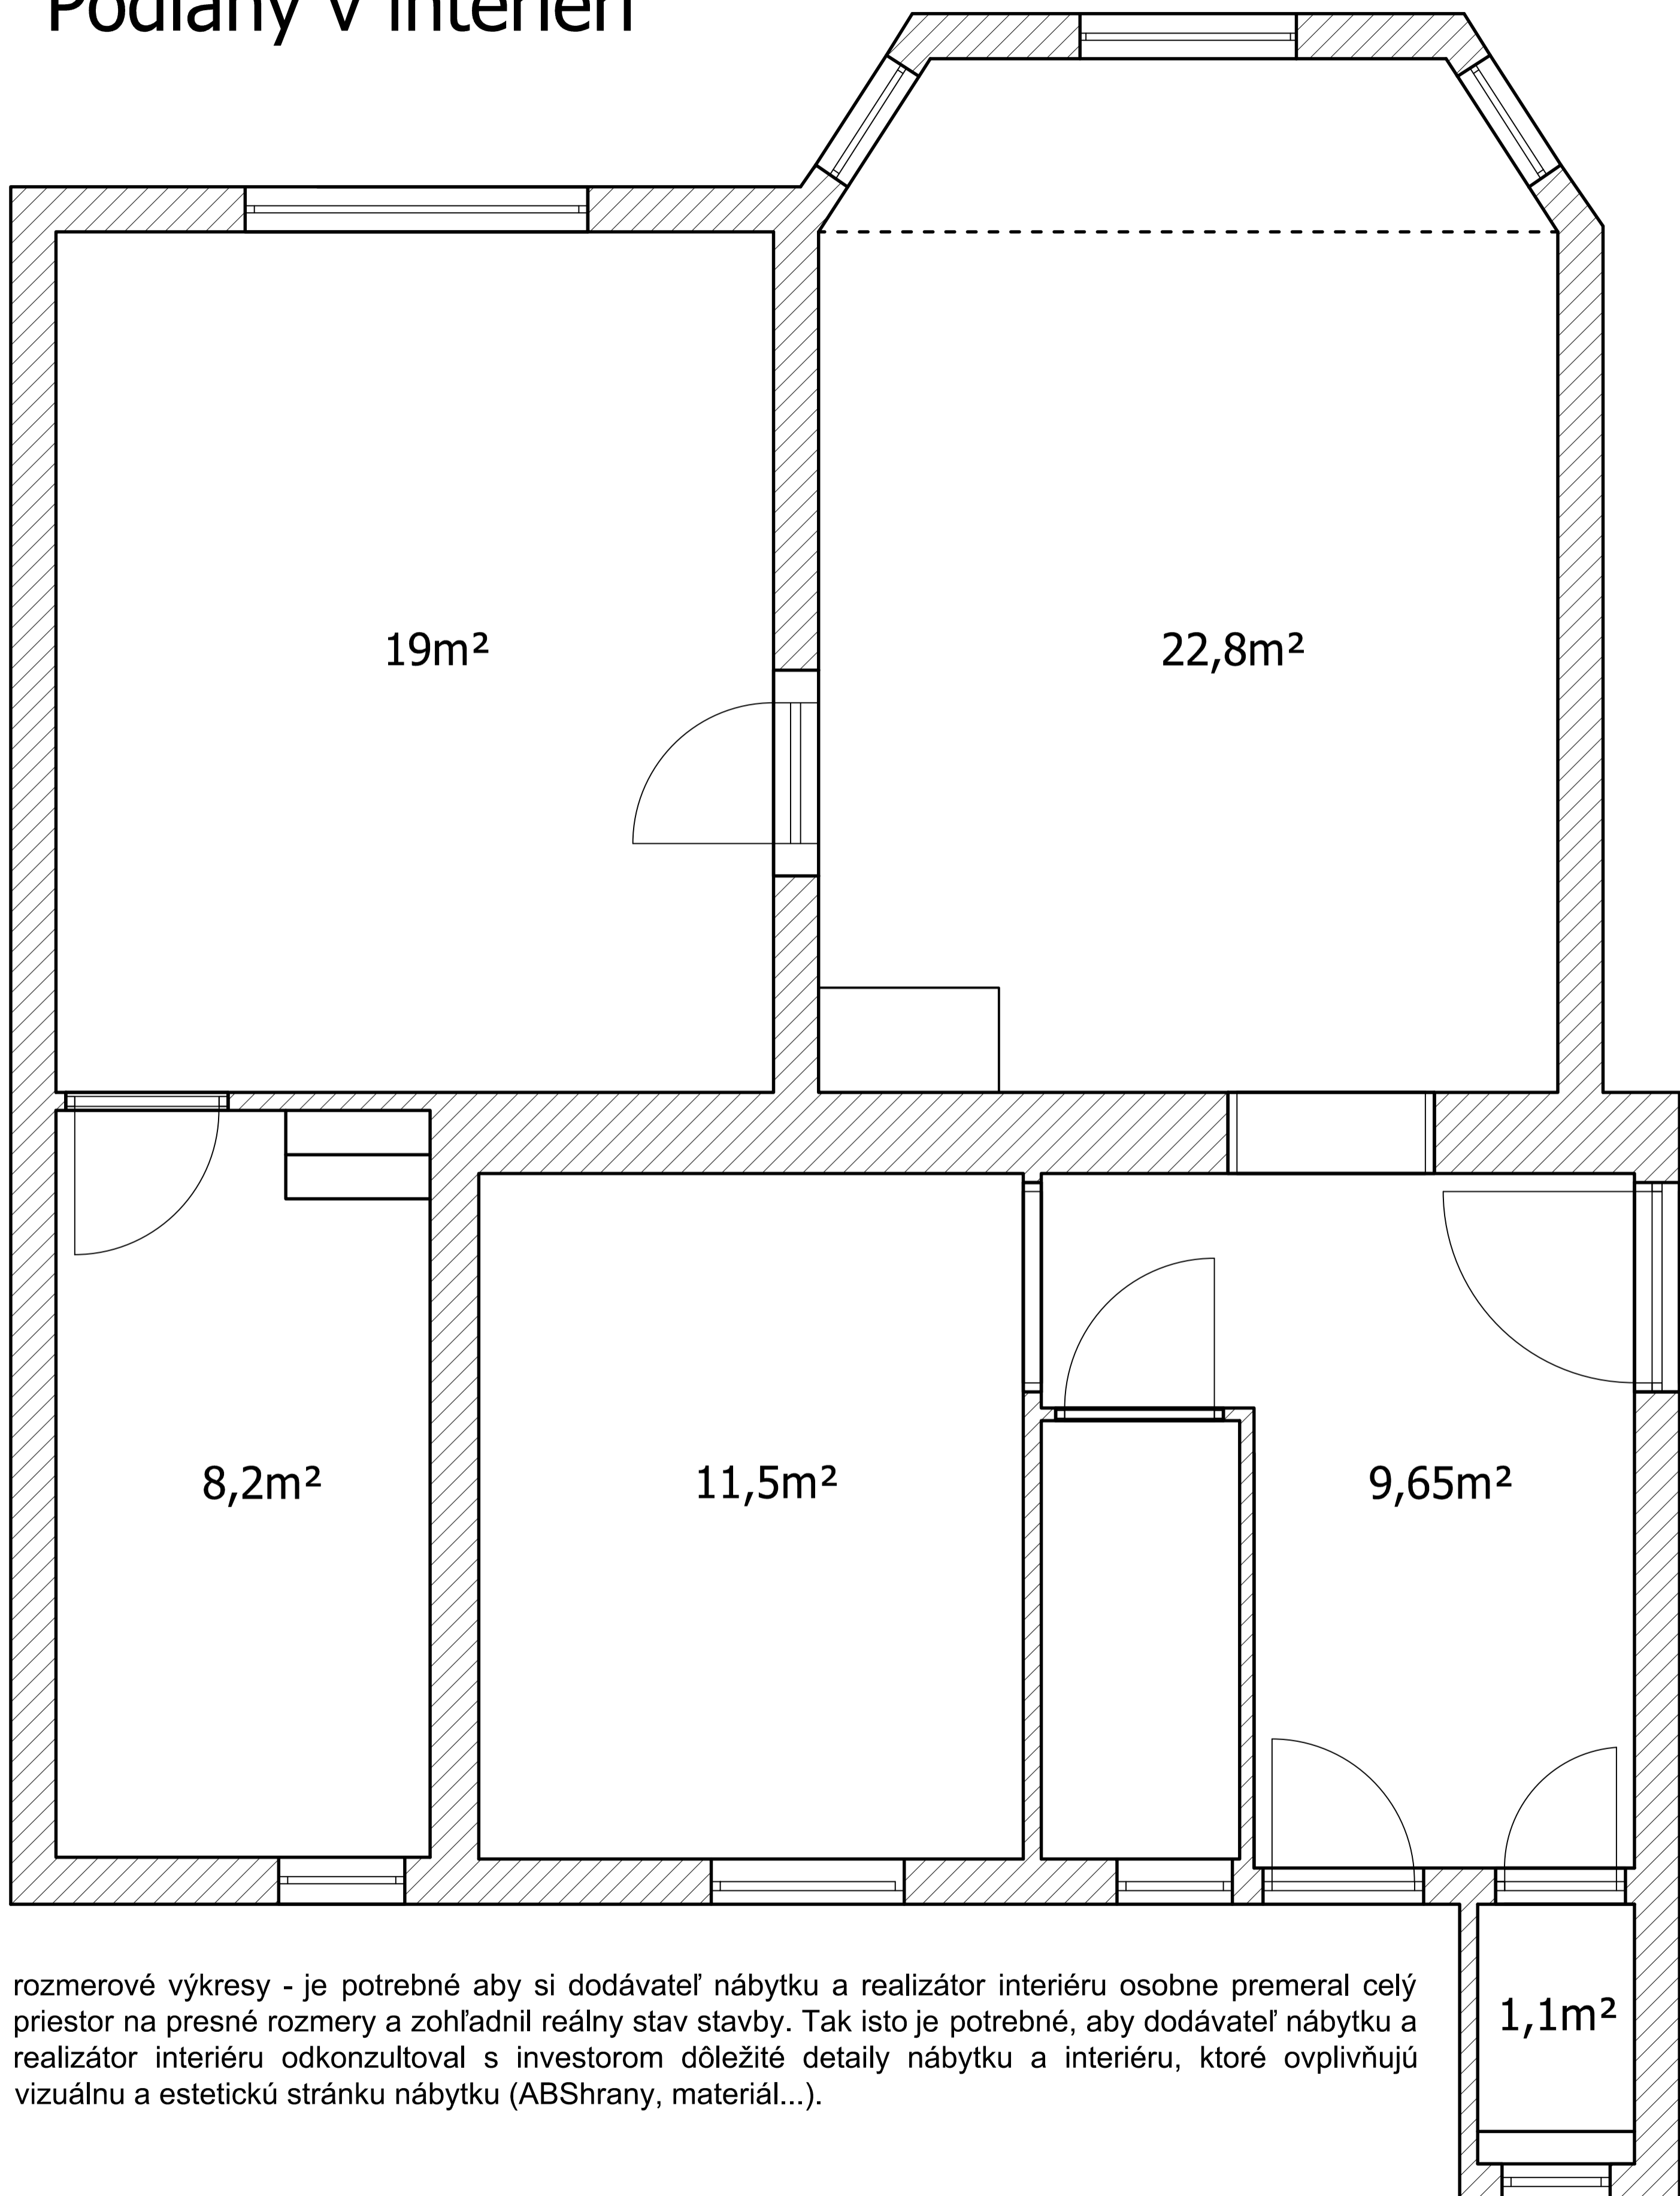 Podlahy v interiéri
19m²
22,8m²
8,2m²
11,5m²
9,65m²
1,1m²
rozmerové výkresy - je potrebné aby si dodávateľ nábytku a realizátor interiéru osobne premeral celý
priestor na presné rozmery a zohľadnil reálny stav stavby. Tak isto je potrebné, aby dodávateľ nábytku a
realizátor interiéru odkonzultoval s investorom dôležité detaily nábytku a interiéru, ktoré ovplivňujú
vizuálnu a estetickú stránku nábytku (ABShrany, materiál...).